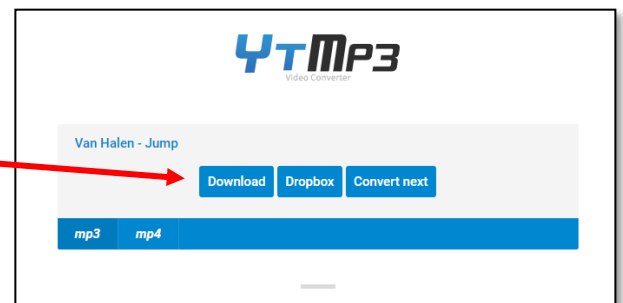 YTMP3
Video Converter
Van Halen - Jump
Download Dropbox Convert next
mp3 mp4